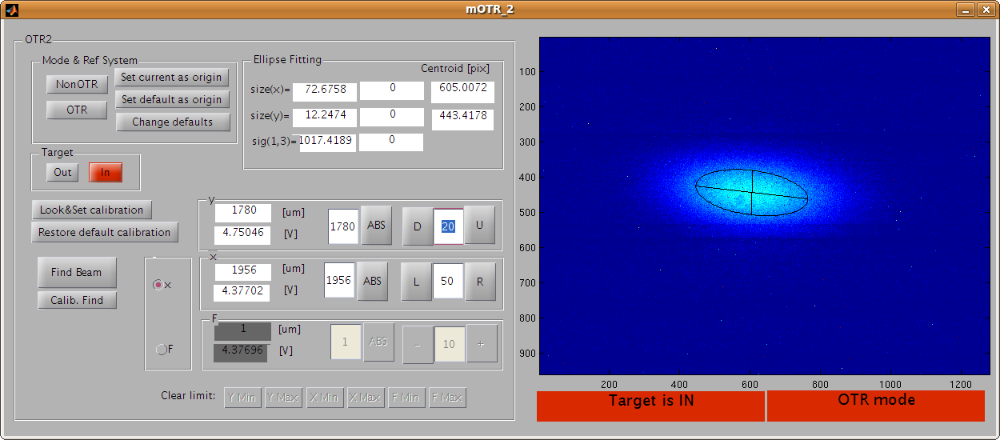 mOTR_2
OTR2
Mode & Ref System
NonOTR
Set current as origin
OTR
Set default as origin
Change defaults
Ellipse Fitting
Centroid [pix]
size(x)= 72.6758 0 605.0072
size(y)= 12.2474 0 443.4178
sig(1,3)= 1017.4189 0
Target
Out In
Look&Set calibration
Restore default calibration
Find Beam
Calib. Find
x
F
y
1780 [um]
4.75046 [V]
1780 ABS D 20 U
x
1956 [um]
4.37702 [V]
1956 ABS L 50 R
F
1 [um]
4.37696 [V]
1 ABS - 10 +
Clear limit: Y Min Y Max X Min X Max F Min F Max
100
200
300
400
500
600
700
800
900
200 400 600 800 1000 1200
Target is IN
OTR mode